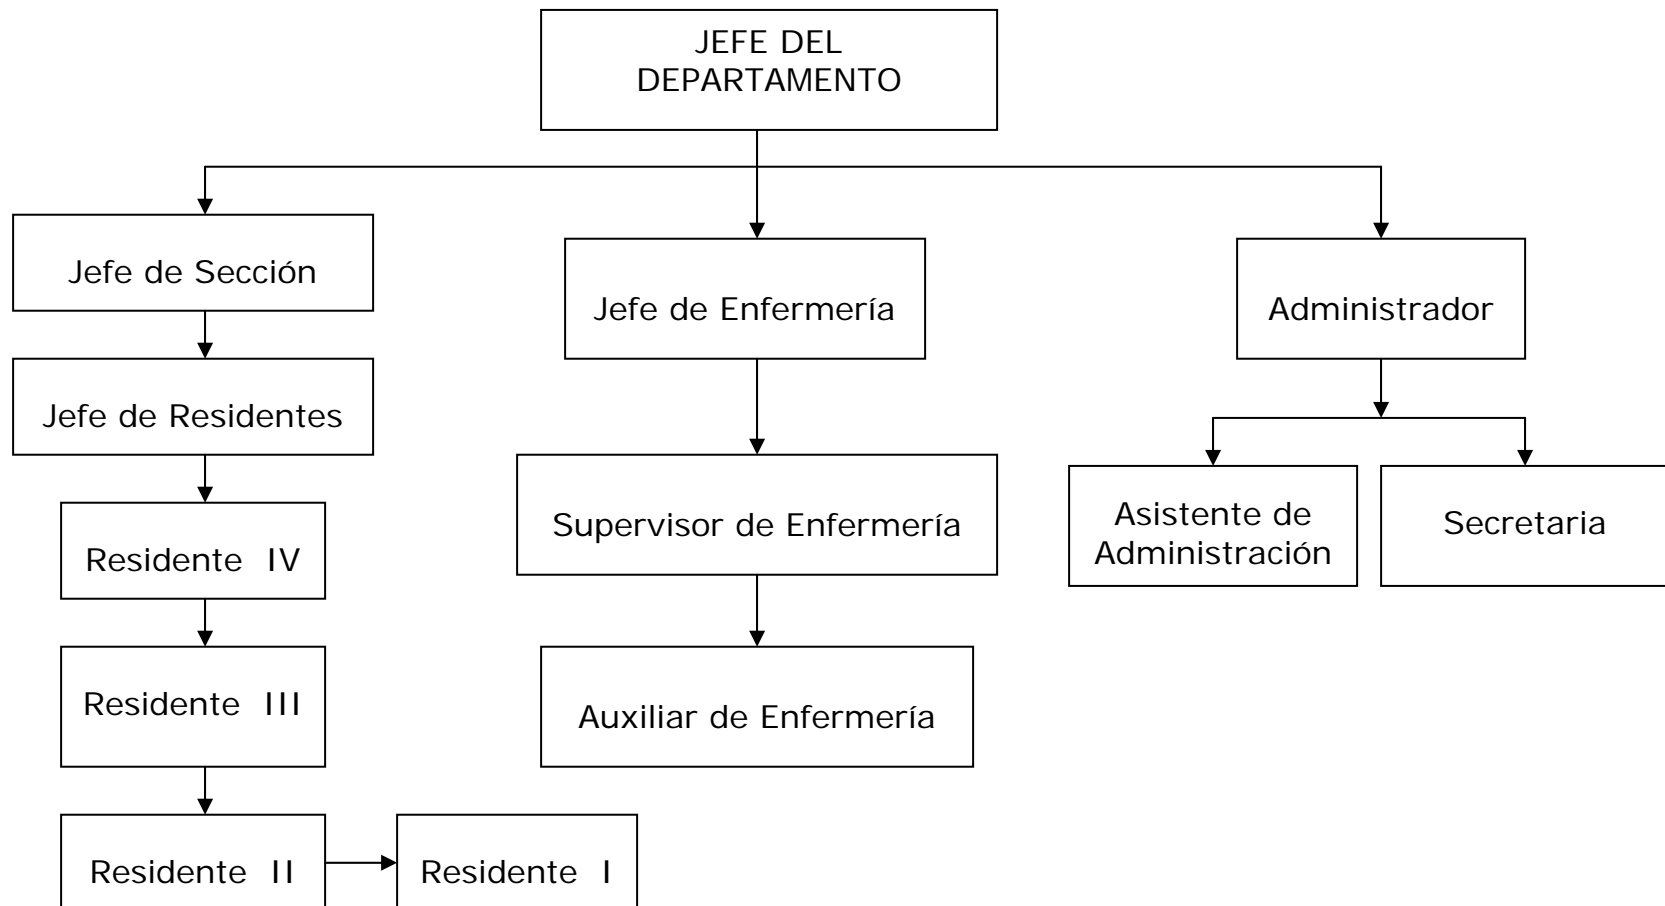 JEFE DEL
DEPARTAMENTO
Jefe de Sección
Jefe de Enfermería
Administrador
Jefe de Residentes
Supervisor de Enfermería
Asistente de
Administración
Secretaria
Residente IV
Residente III
Auxiliar de Enfermería
Residente II
Residente I